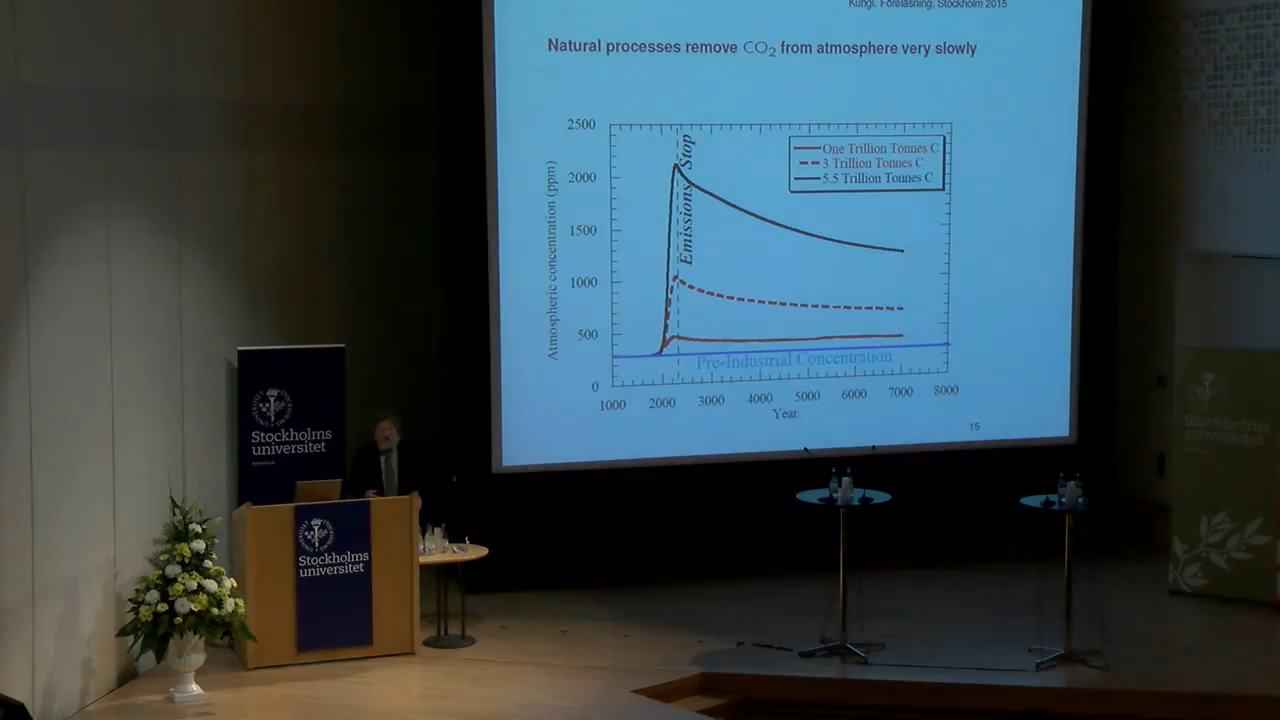 Kungl. Föreläsning, Stockholm 2015
Natural processes remove CO₂ from atmosphere very slowly
2500
2000
1500
1000
500
0
Atmospheric concentration (ppm)
Emissions Stop
One Trillion Tonnes C
3 Trillion Tonnes C
5.5 Trillion Tonnes C
Pre-Industrial Concentration
1000 2000 3000 4000 5000 6000 7000 8000
Year
15
Stockholms
universitet
Stockholms
universitet
Stockholms
universitet